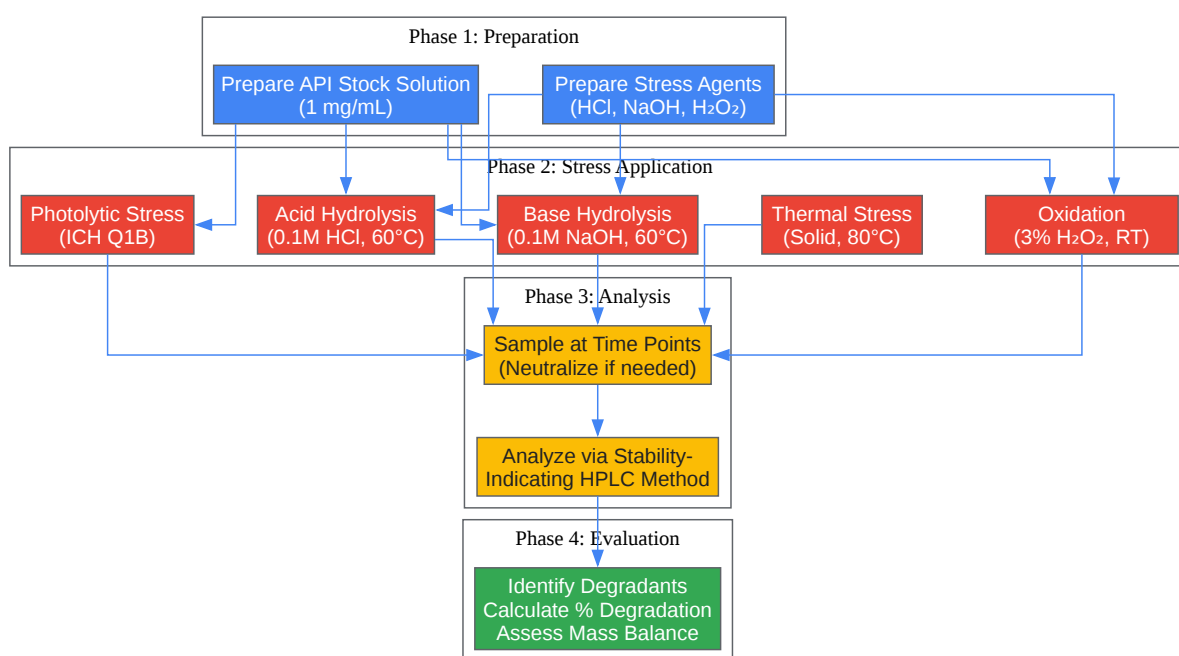 Phase 1: Preparation
Prepare API Stock Solution
(1 mg/mL)
Prepare Stress Agents
(HCl, NaOH, H₂O₂)
Phase 2: Stress Application
Photolytic Stress
(ICH Q1B)
Acid Hydrolysis
(0.1M HCl, 60°C)
Base Hydrolysis
(0.1M NaOH, 60°C)
Thermal Stress
(Solid, 80°C)
Oxidation
(3% H₂O₂, RT)
Phase 3: Analysis
Sample at Time Points
(Neutralize if needed)
Analyze via Stability-
Indicating HPLC Method
Phase 4: Evaluation
Identify Degradants
Calculate % Degradation
Assess Mass Balance